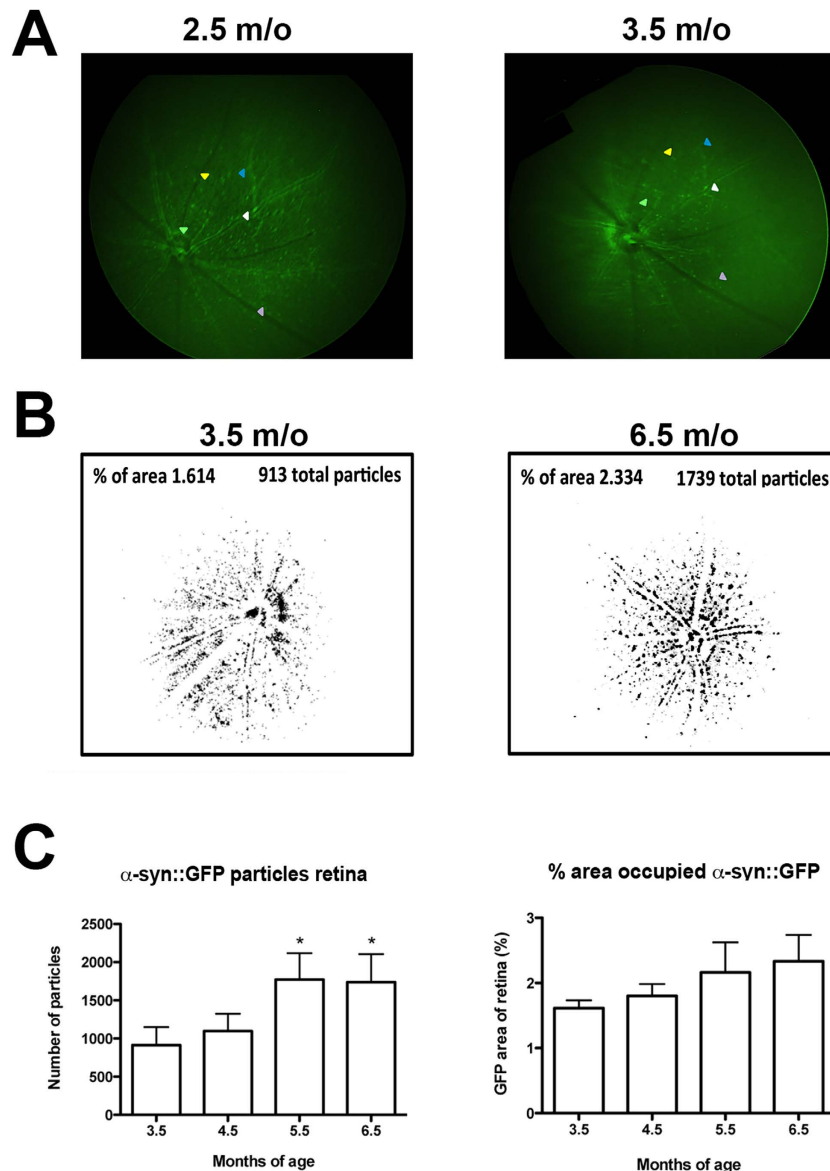 A
2.5 m/o
3.5 m/o
B
3.5 m/o
6.5 m/o
% of area 1.614 913 total particles
% of area 2.334 1739 total particles
C
α-syn::GFP particles retina
% area occupied α-syn::GFP
Number of particles
2500
2000
1500
1000
500
0
* *
3.5 4.5 5.5 6.5
Months of age
GFP area of retina (%)
3
2
1
0
3.5 4.5 5.5 6.5
Months of age